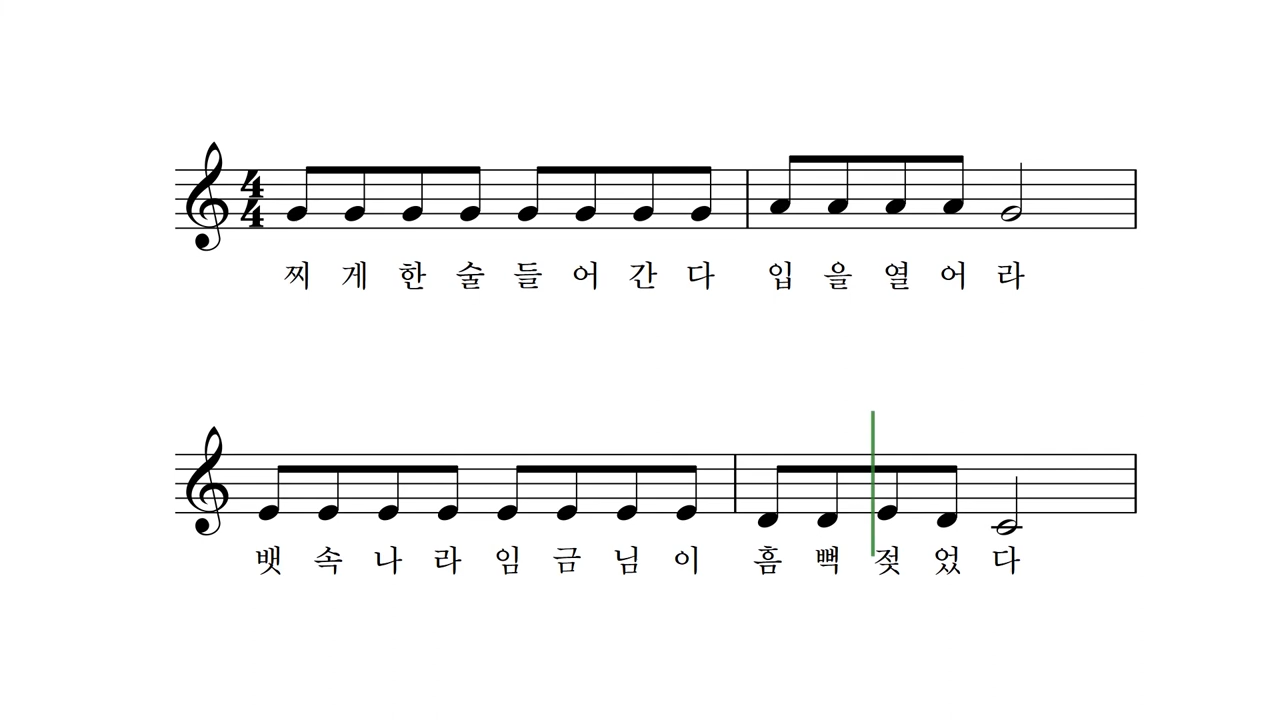 4/4
찌 게 한 술 들 어 간 다 입 을 열 어 라
뱃 속 나 라 임 금 님 이 흠 뻑 젖 었 다